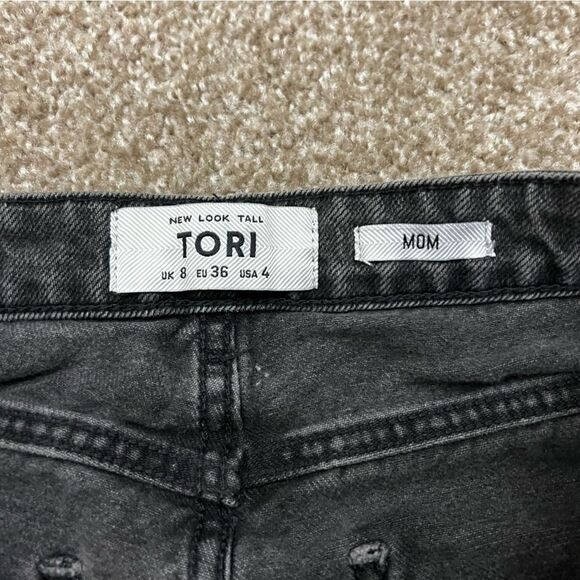 NEW LOOK TALL
TORI
UK 8 EU 36 USA 4
MOM